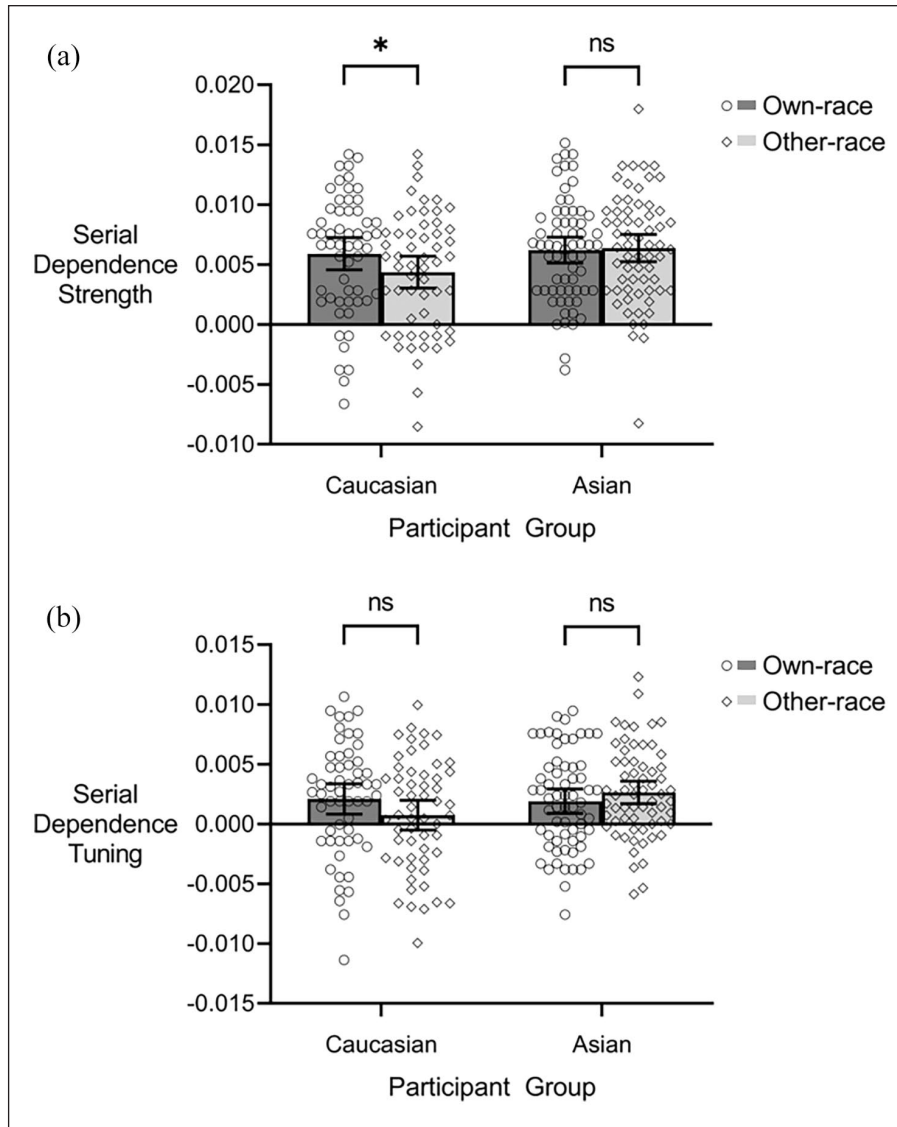 (a)
*
ns
0.020
0.015
0.010
0.005
0.000
-0.005
-0.010
Serial
Dependence
Strength
Own-race
Other-race
Caucasian
Asian
Participant Group
(b)
ns
ns
0.015
0.010
0.005
0.000
-0.005
-0.010
-0.015
Serial
Dependence
Tuning
Own-race
Other-race
Caucasian
Asian
Participant Group